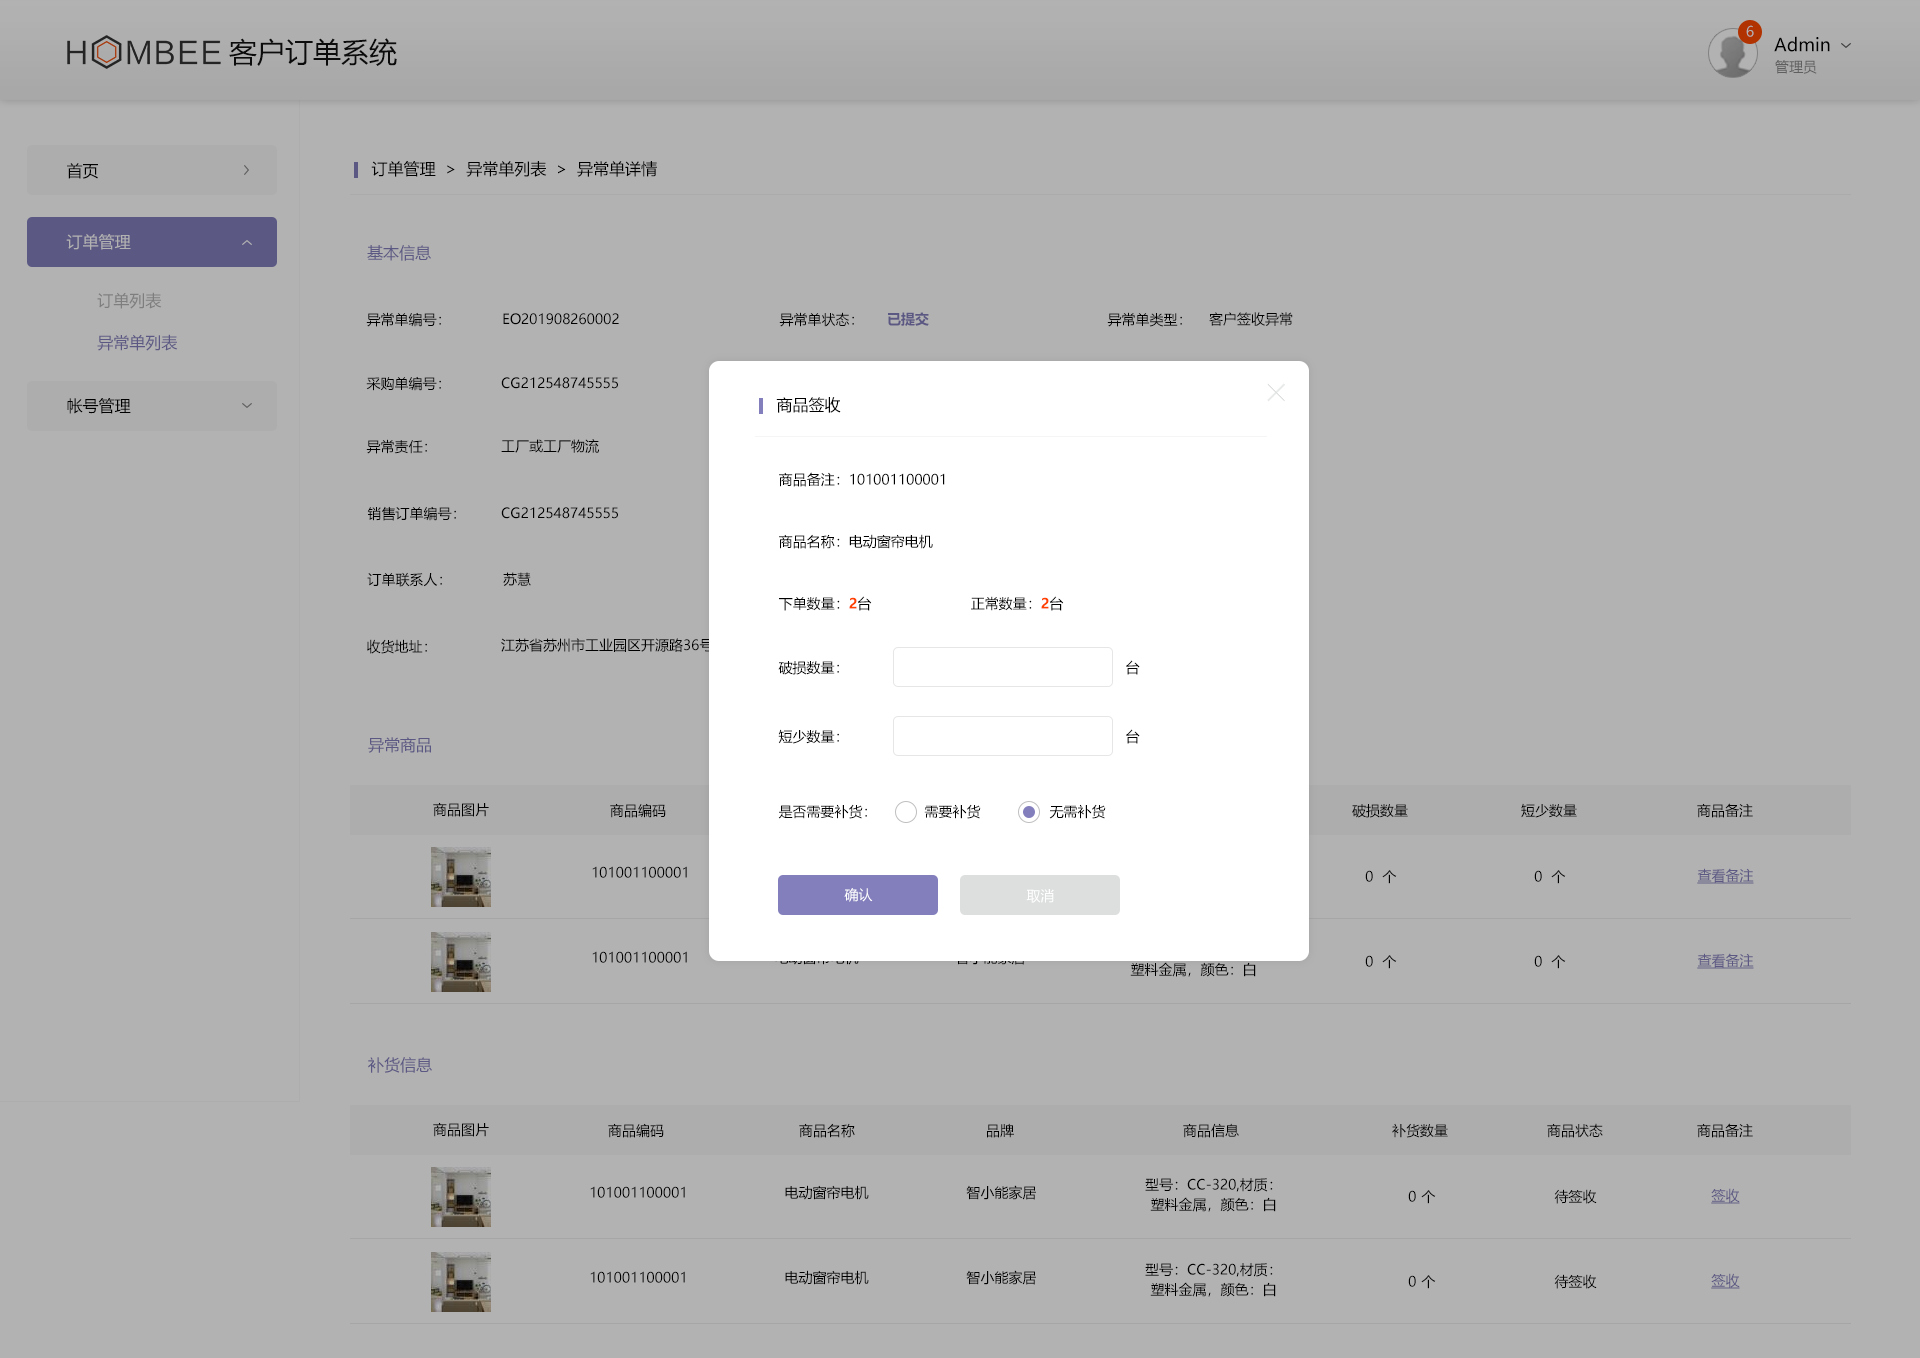 HOMBEE 客户订单系统
6
Admin
管理员
首页
订单管理
订单列表
异常单列表
帐号管理
订单管理 > 异常单列表 > 异常单详情
基本信息
异常单编号： EO201908260002 异常单状态： 已提交 异常单类型： 客户签收异常
采购单编号： CG212548745555
异常责任： 工厂或工厂物流
销售订单编号： CG212548745555
订单联系人： 苏慧
收货地址： 江苏省苏州市工业园区开源路36号
商品签收
商品备注：101001100001
商品名称：电动窗帘电机
下单数量：2台 正常数量：2台
破损数量： 台
短少数量： 台
是否需要补货： 需要补货 无需补货
确认 取消
异常商品
商品图片 商品编码 破损数量 短少数量 商品备注
101001100001 0 个 0 个 查看备注
101001100001 0 个 0 个 查看备注
塑料金属，颜色：白
补货信息
商品图片 商品编码 商品名称 品牌 商品信息 补货数量 商品状态 商品备注
101001100001 电动窗帘电机 智小能家居 型号：CC-320,材质： 0 个 待签收 签收
塑料金属，颜色：白
101001100001 电动窗帘电机 智小能家居 型号：CC-320,材质： 0 个 待签收 签收
塑料金属，颜色：白